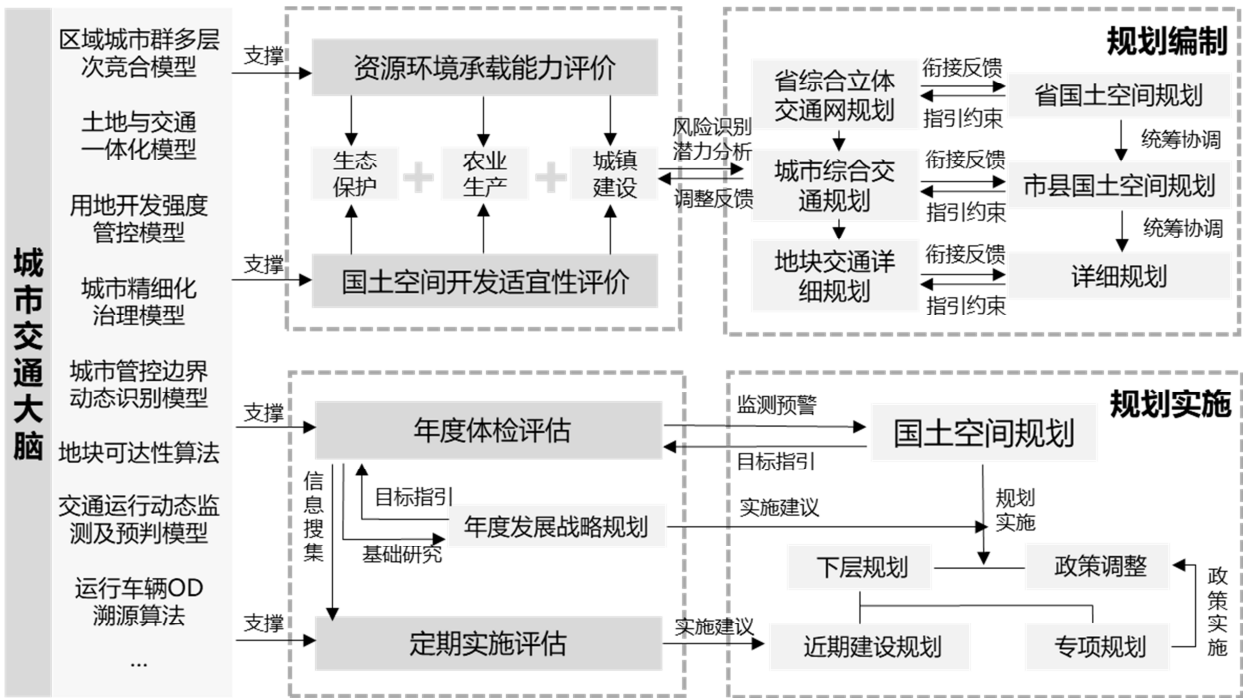 城市交通大脑
区域城市群多层
次竞合模型
土地与交通
一体化模型
用地开发强度
管控模型
城市精细化
治理模型
城市管控边界
动态识别模型
地块可达性算法
交通运行动态监
测及预判模型
运行车辆OD
溯源算法
...
支撑
支撑
支撑
支撑
资源环境承载能力评价
生态
保护
农业
生产
城镇
建设
国土空间开发适宜性评价
风险识别
潜力分析
调整反馈
规划编制
省综合立体
交通网规划
衔接反馈
指引约束
省国土空间规划
统筹协调
城市综合交
通规划
衔接反馈
指引约束
市县国土空间规划
统筹协调
地块交通详
细规划
衔接反馈
指引约束
详细规划
年度体检评估
信息搜集
目标指引
年度发展战略规划
基础研究
定期实施评估
监测预警
目标指引
实施建议
实施建议
规划实施
国土空间规划
规划
实施
下层规划
政策调整
近期建设规划
专项规划
政策实施